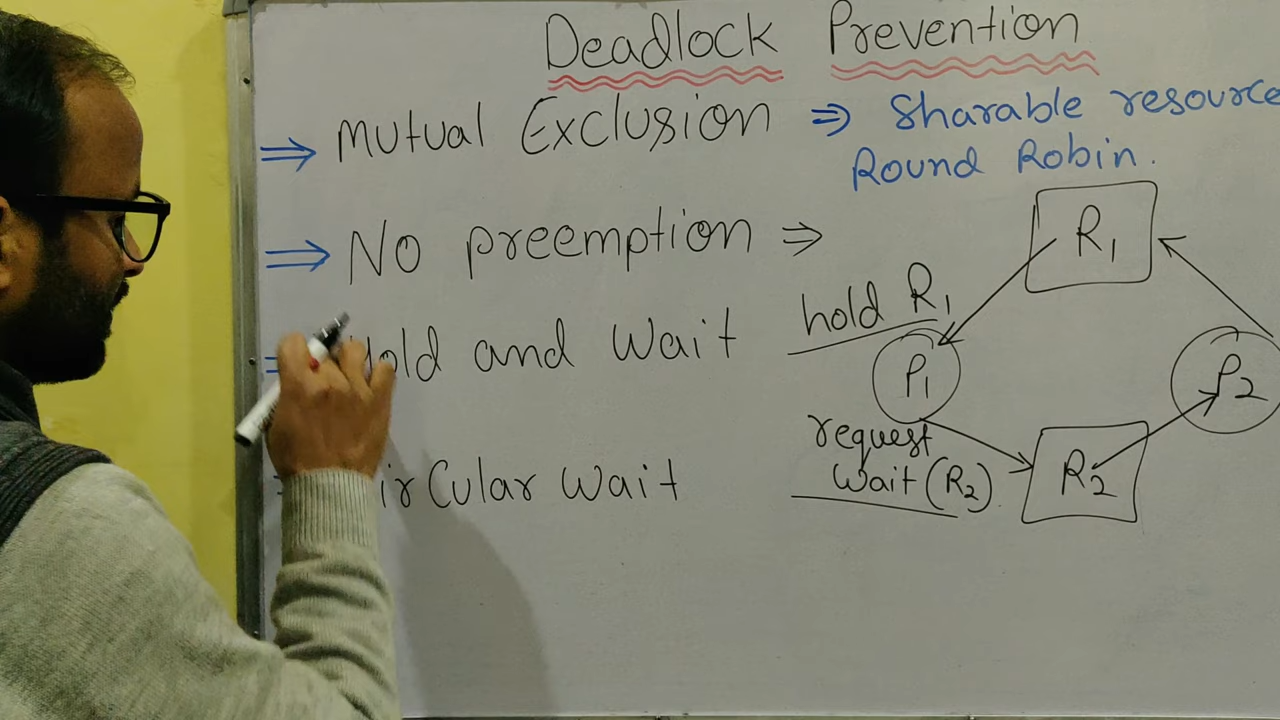 Deadlock Prevention
⇒ Mutual Exclusion ⇒ Sharable resource
Round Robin.
⇒ No preemption ⇒
Hold and Wait
ircular Wait
hold R1
request
Wait (R2)
R1
P1
P2
R2